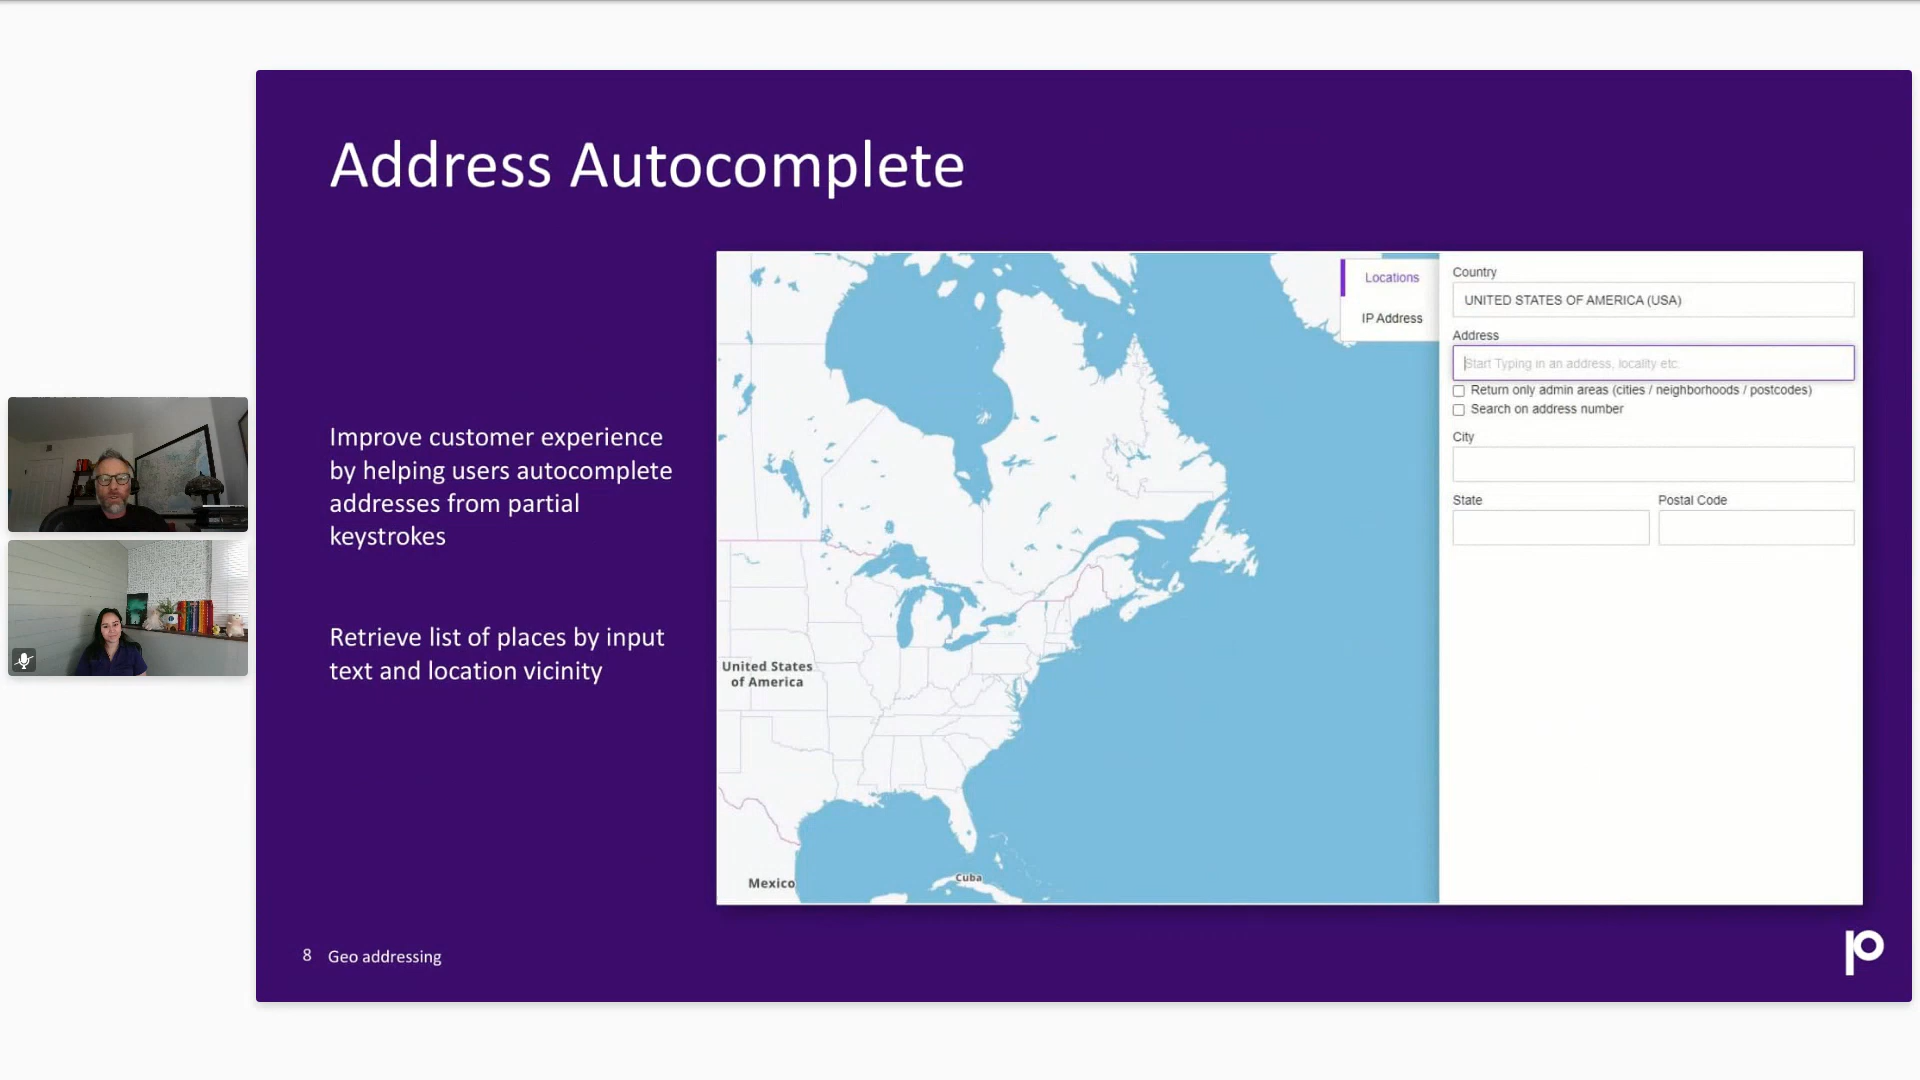 Address Autocomplete
Improve customer experience
by helping users autocomplete
addresses from partial
keystrokes
Retrieve list of places by input
text and location vicinity
United States
of America
Mexico
Cuba
Locations
IP Address
Country
UNITED STATES OF AMERICA (USA)
Address
Start Typing in an address, locality etc
Return only admin areas (cities / neighborhoods / postcodes)
Search on address number
City
State
Postal Code
8 Geo addressing
p